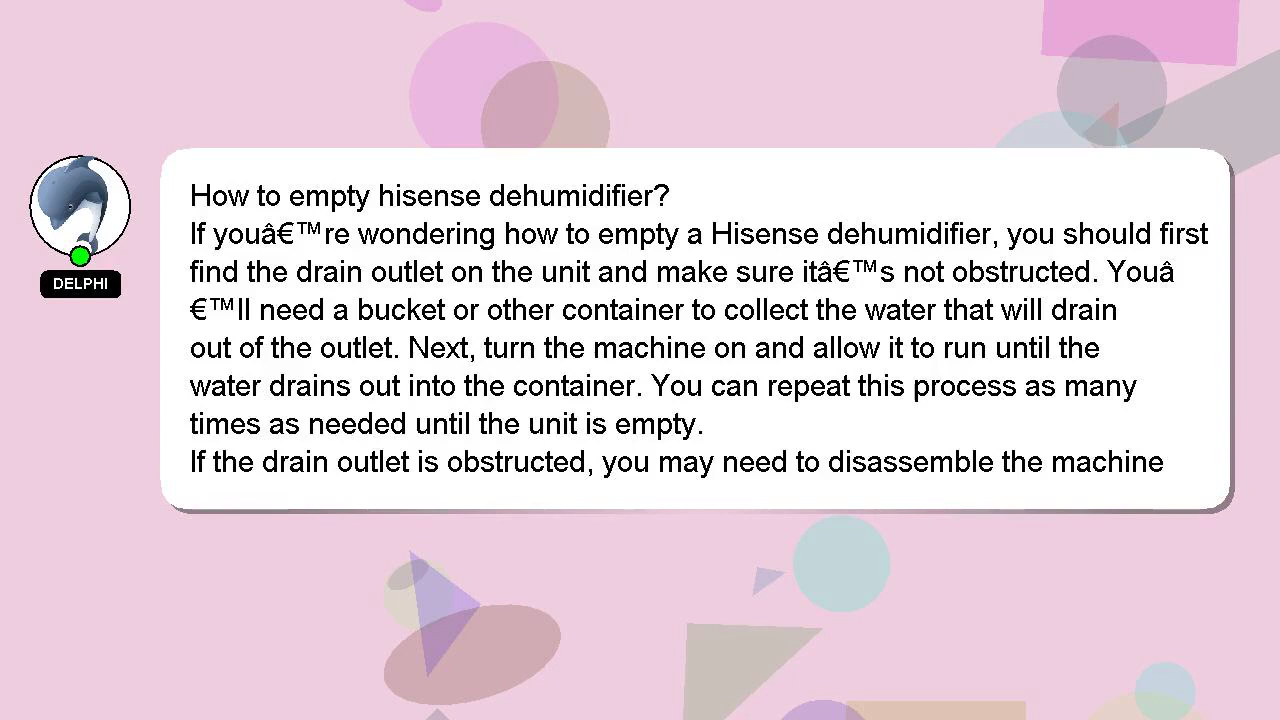 How to empty hisense dehumidifier?
If youâ€™re wondering how to empty a Hisense dehumidifier, you should first
find the drain outlet on the unit and make sure itâ€™s not obstructed. Youâ
€™ll need a bucket or other container to collect the water that will drain
out of the outlet. Next, turn the machine on and allow it to run until the
water drains out into the container. You can repeat this process as many
times as needed until the unit is empty.
If the drain outlet is obstructed, you may need to disassemble the machine
DELPHI